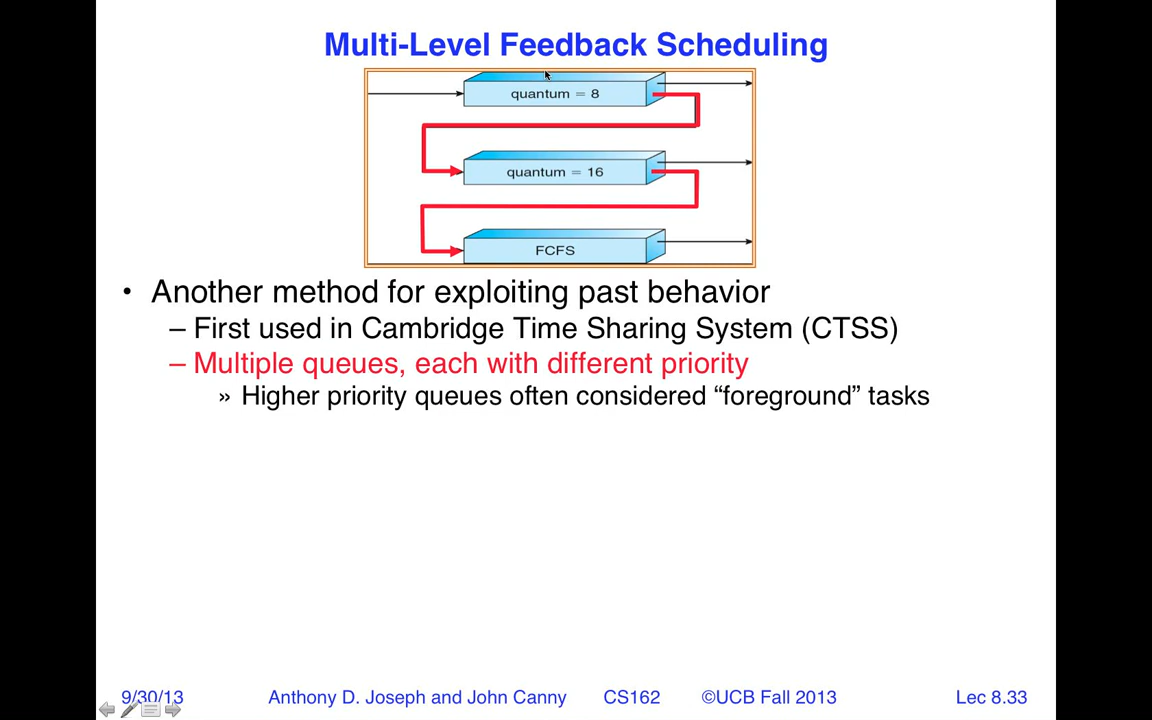 Multi-Level Feedback Scheduling
quantum = 8
quantum = 16
FCFS
• Another method for exploiting past behavior
– First used in Cambridge Time Sharing System (CTSS)
– Multiple queues, each with different priority
» Higher priority queues often considered “foreground” tasks
9/30/13 Anthony D. Joseph and John Canny CS162 ©UCB Fall 2013 Lec 8.33